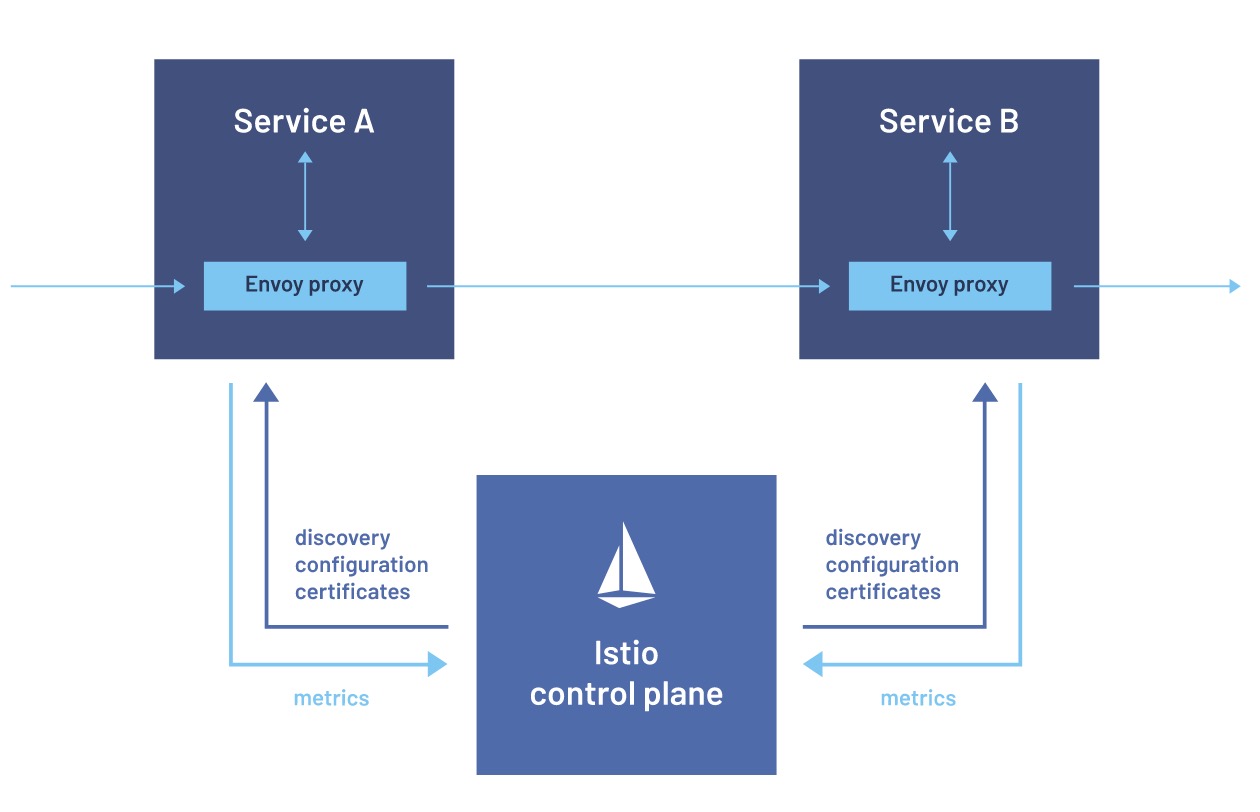 Service A
Service B
Envoy proxy
Envoy proxy
discovery
configuration
certificates
discovery
configuration
certificates
Istio
control plane
metrics
metrics